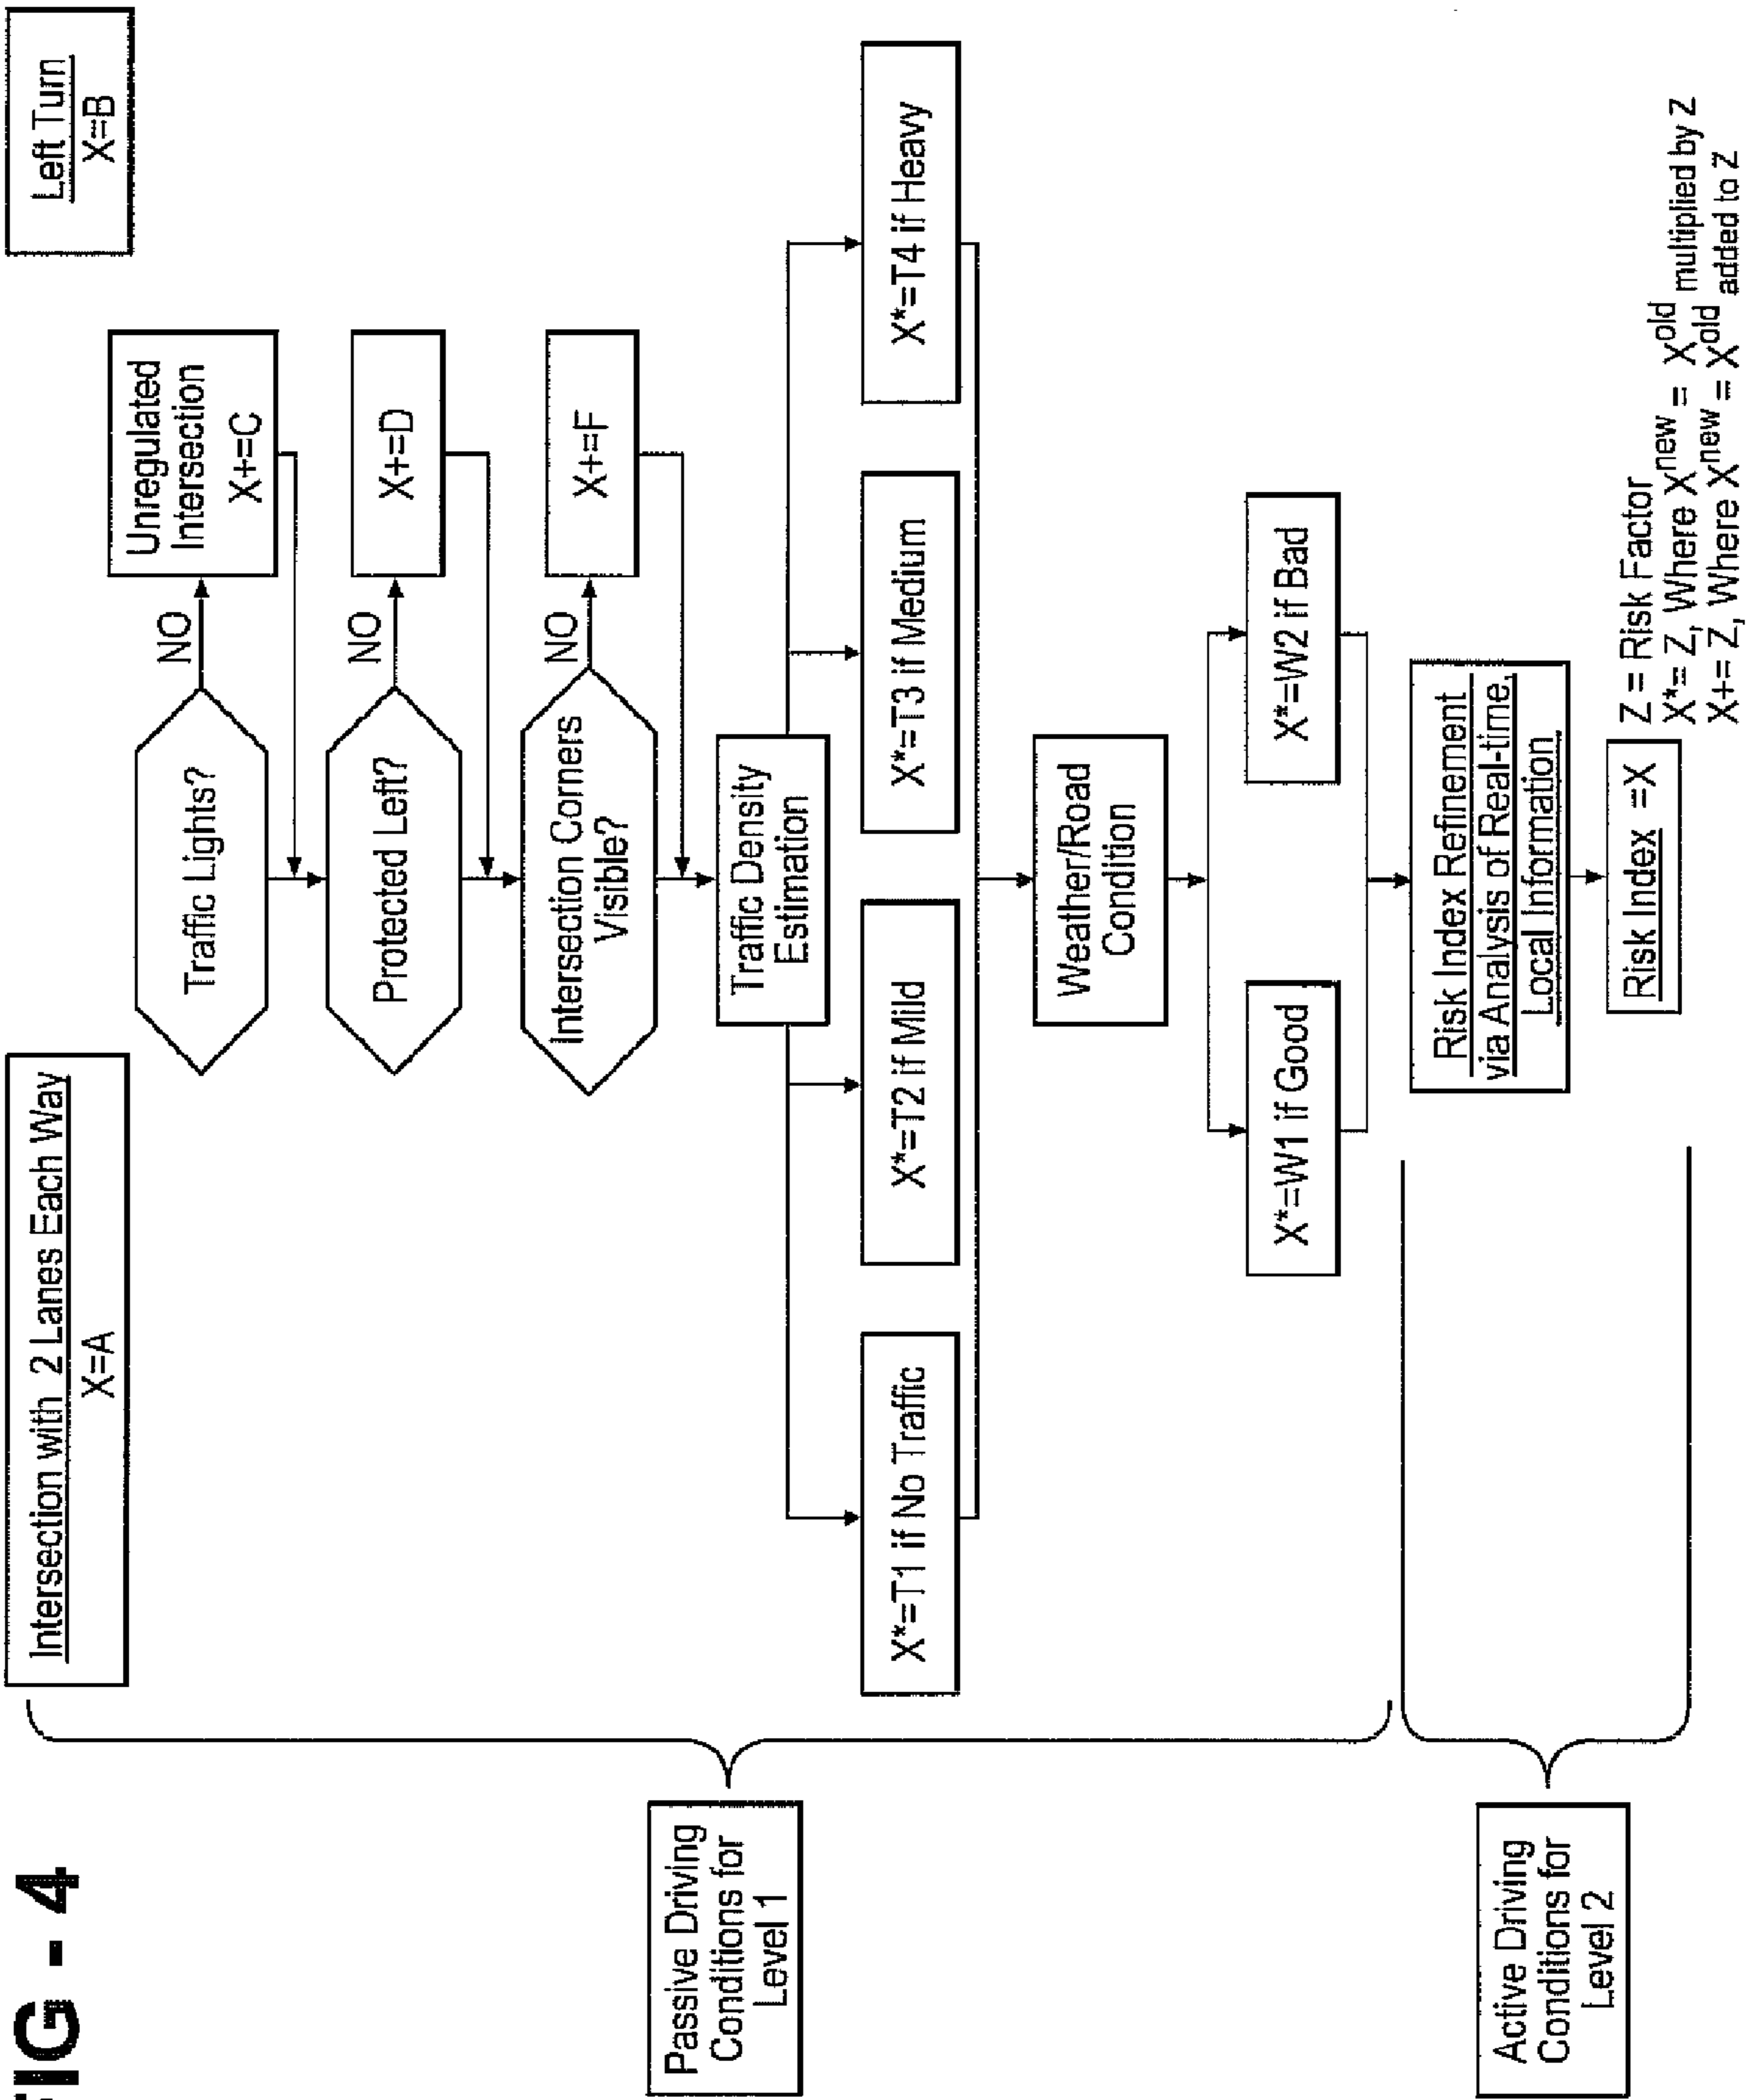 FIG - 4
Intersection with 2 Lanes Each Way
X=A
Left Turn
X=B
Traffic Lights?
NO
Unregulated
Intersection
X+=C
Protected Left?
NO
X+=D
Intersection Corners
Visible?
NO
X+=F
Traffic Density
Estimation
X*=T1 if No Traffic
X*=T2 if Mild
X*=T3 if Medium
X*=T4 if Heavy
Passive Driving
Conditions for
Level 1
Weather/Road
Condition
X*=W1 if Good
X*=W2 if Bad
Active Driving
Conditions for
Level 2
Risk Index Refinement
via Analysis of Real-time,
Local Information
Risk Index =X
Z = Risk Factor
X*= Z, Where X^new = X^old multiplied by Z
X+= Z, Where X^new = X^old added to Z